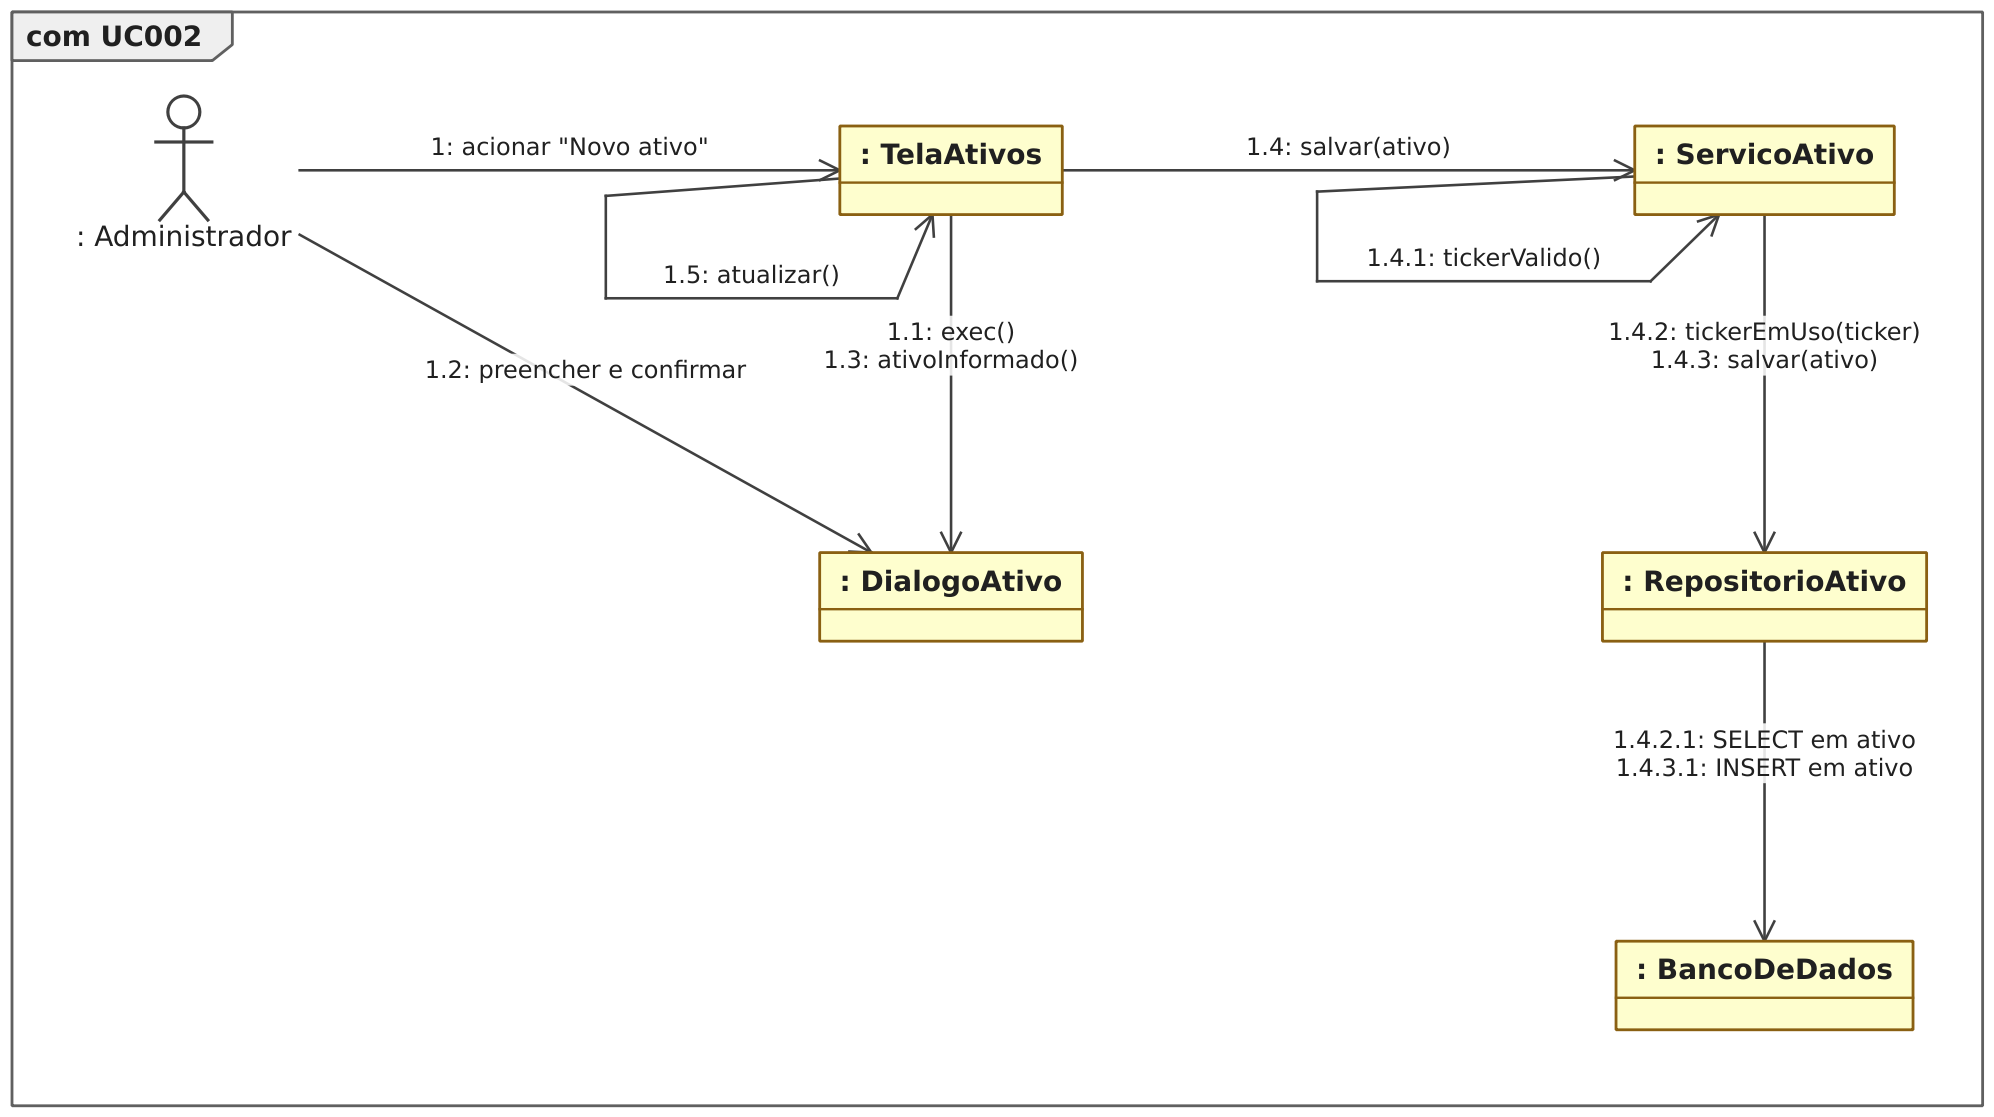 com UC002
: Administrador
1: acionar "Novo ativo"
: TelaAtivos
1.4: salvar(ativo)
: ServicoAtivo
1.5: atualizar()
1.4.1: tickerValido()
1.1: exec()
1.3: ativoInformado()
1.4.2: tickerEmUso(ticker)
1.4.3: salvar(ativo)
1.2: preencher e confirmar
: DialogoAtivo
: RepositorioAtivo
1.4.2.1: SELECT em ativo
1.4.3.1: INSERT em ativo
: BancoDeDados